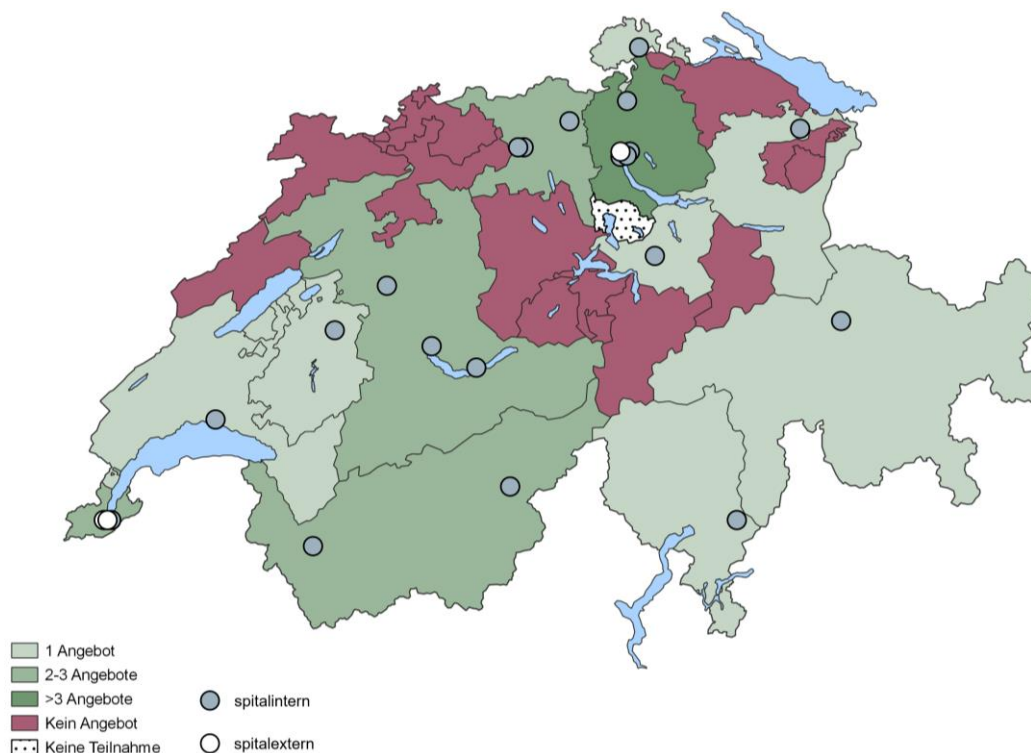 1 Angebot
2-3 Angebote
>3 Angebote
Kein Angebot
Keine Teilnahme
spitalintern
spitalextern